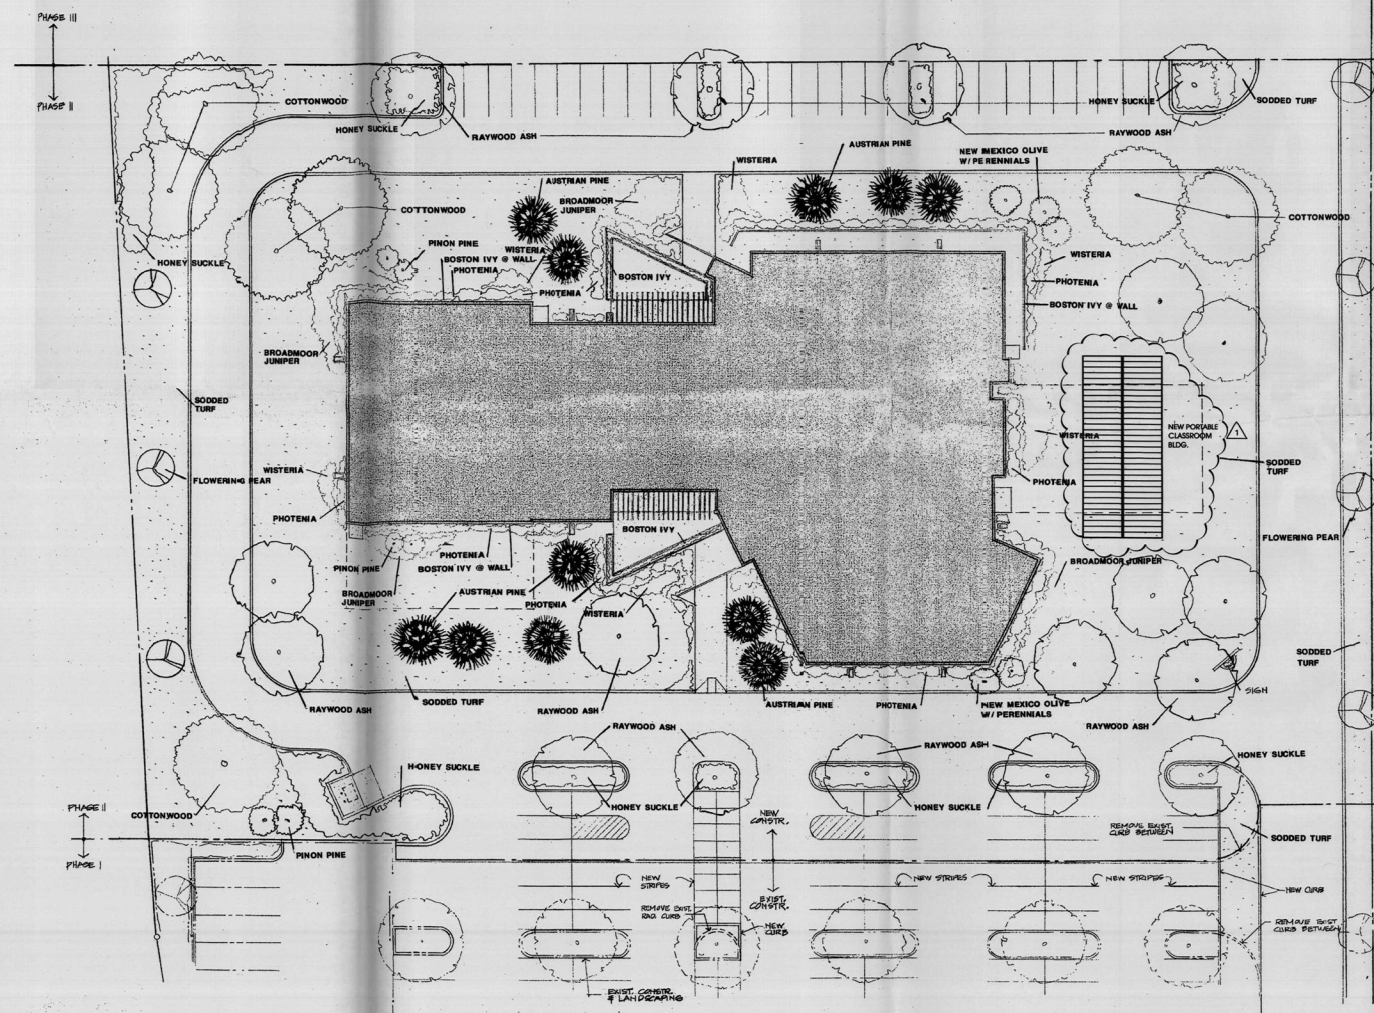 PHASE III
PHASE II
COTTONWOOD
HONEY SUCKLE
RAYWOOD ASH
HONEY SUCKLE
SODDED TURF
RAYWOOD ASH
AUSTRIAN PINE
NEW MEXICO OLIVE
W/ PERENNIALS
WISTERIA
AUSTRIAN PINE
BROADMOOR
JUNIPER
COTTONWOOD
COTTONWOOD
PINON PINE
WISTERIA
BOSTON IVY @ WALL
PHOTENIA
HONEY SUCKLE
BOSTON IVY
PHOTENIA
WISTERIA
PHOTENIA
BOSTON IVY @ WALL
BROADMOOR
JUNIPER
SODDED
TURF
NEW PORTABLE
CLASSROOM
BLDG.
1
WISTERIA
SODDED
TURF
WISTERIA
FLOWERING PEAR
PHOTENIA
PHOTENIA
BOSTON IVY
FLOWERING PEAR
PHOTENIA
BOSTON IVY @ WALL
PINON PINE
BROADMOOR JUNIPER
BROADMOOR
JUNIPER
AUSTRIAN PINE
PHOTENIA
WISTERIA
SODDED
TURF
SIGN
SODDED TURF
RAYWOOD ASH
RAYWOOD ASH
AUSTRIAN PINE
PHOTENIA
NEW MEXICO OLIVE
W/ PERENNIALS
RAYWOOD ASH
RAYWOOD ASH
RAYWOOD ASH
HONEY SUCKLE
HONEY SUCKLE
PHASE II
COTTONWOOD
HONEY SUCKLE
HONEY SUCKLE
NEW
CONSTR.
REMOVE EXIST.
CURB BETWEEN
SODDED TURF
PHASE I
PINON PINE
NEW
STRIPES
NEW STRIPES
NEW STRIPES
NEW CURB
EXIST.
CONSTR.
REMOVE EXIST.
RAD. CURB
NEW
CURB
REMOVE EXIST
CURB BETWEEN
EXIST. CONSTR.
& LANDSCAPING